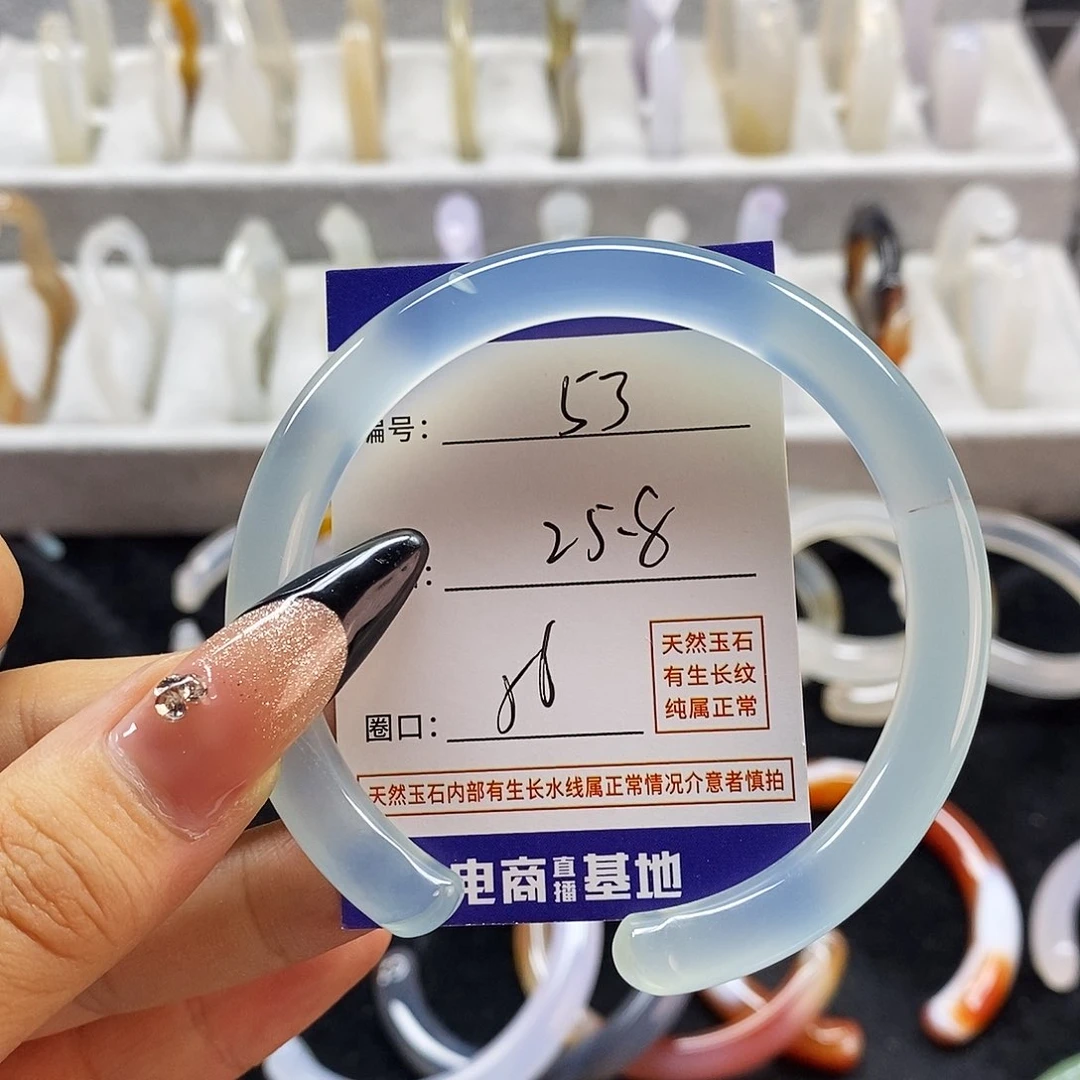 编号: 53
25.8
圈口:
天然玉石
有生长纹
纯属正常
天然玉石内部有生长水线属正常情况介意者慎拍
电商直播基地